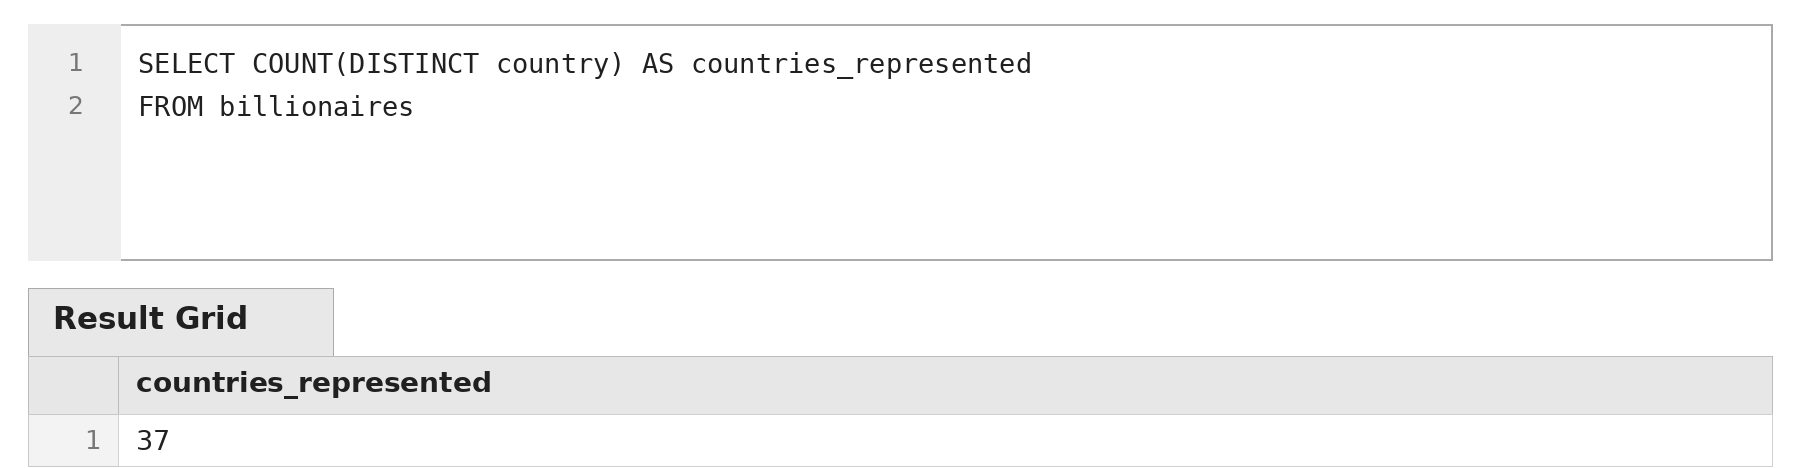 1 SELECT COUNT(DISTINCT country) AS countries_represented
2 FROM billionaires
Result Grid
countries_represented
1 37